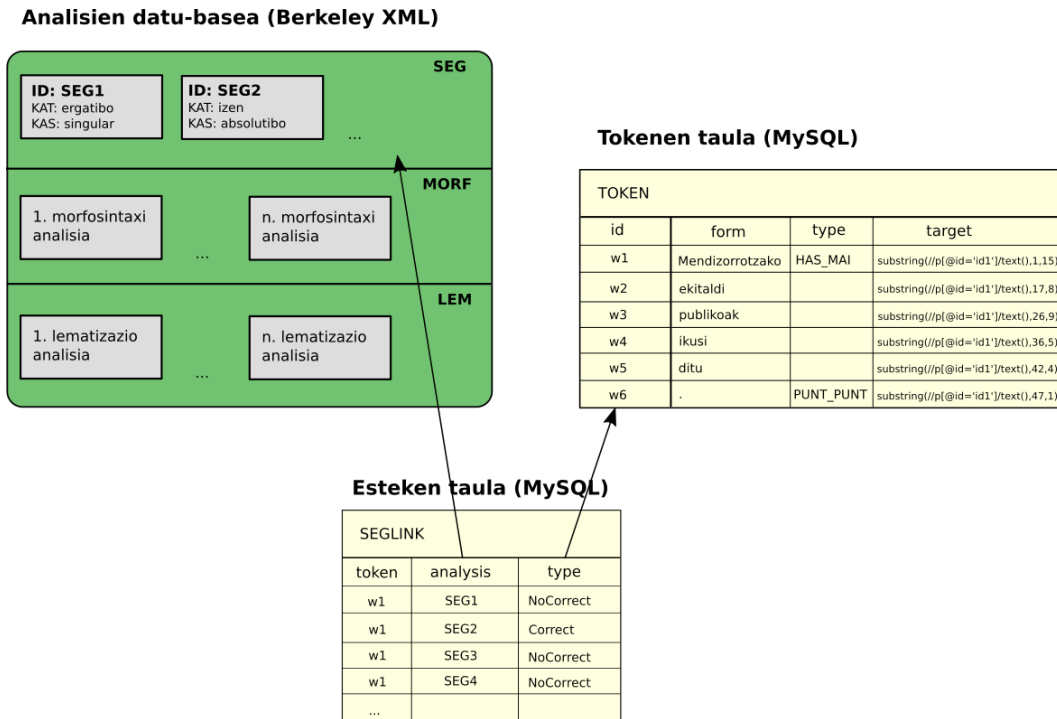 Analisien datu-basea (Berkeley XML)
SEG
ID: SEG1
KAT: ergatibo
KAS: singular
ID: SEG2
KAT: izen
KAS: absolutibo
...
MORF
1. morfosintaxi
analisia
...
n. morfosintaxi
analisia
LEM
1. lematizazio
analisia
...
n. lematizazio
analisia
Tokenen taula (MySQL)
TOKEN
id form type target
w1 Mendizorrotzako HAS_MAI substring(//p[@id='id1']/text(),1,15)
w2 ekitaldi substring(//p[@id='id1']/text(),17,8)
w3 publikoak substring(//p[@id='id1']/text(),26,9)
w4 ikusi substring(//p[@id='id1']/text(),36,5)
w5 ditu substring(//p[@id='id1']/text(),42,4)
w6 . PUNT_PUNT substring(//p[@id='id1']/text(),47,1)
Esteken taula (MySQL)
SEGLINK
token analysis type
w1 SEG1 NoCorrect
w1 SEG2 Correct
w1 SEG3 NoCorrect
w1 SEG4 NoCorrect
...